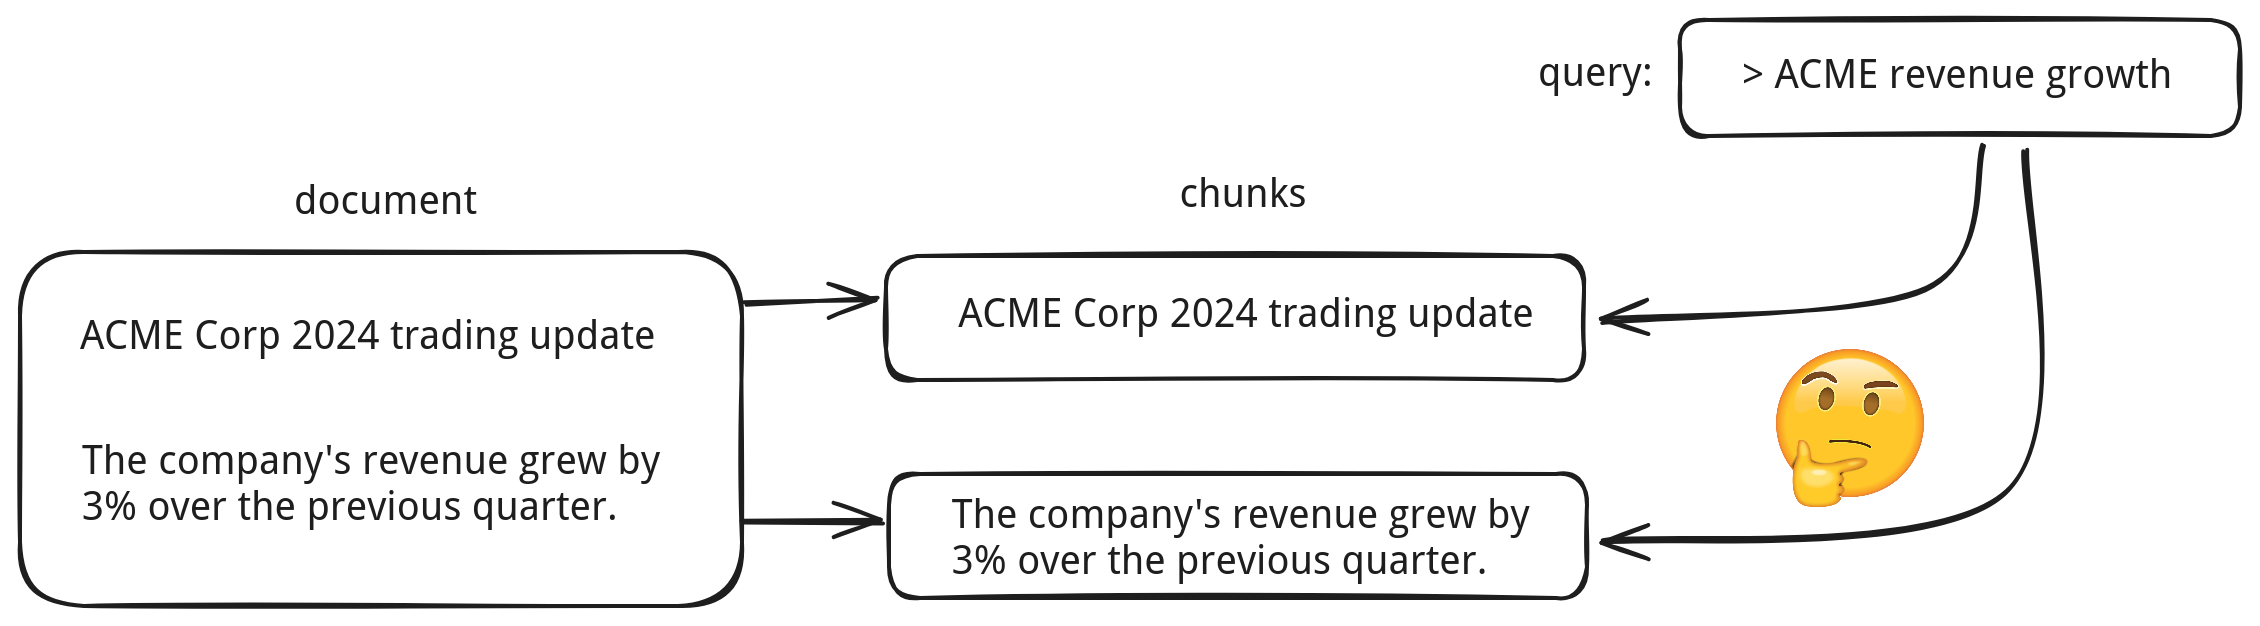 query:
> ACME revenue growth
document
chunks
ACME Corp 2024 trading update
The company's revenue grew by
3% over the previous quarter.
ACME Corp 2024 trading update
The company's revenue grew by
3% over the previous quarter.